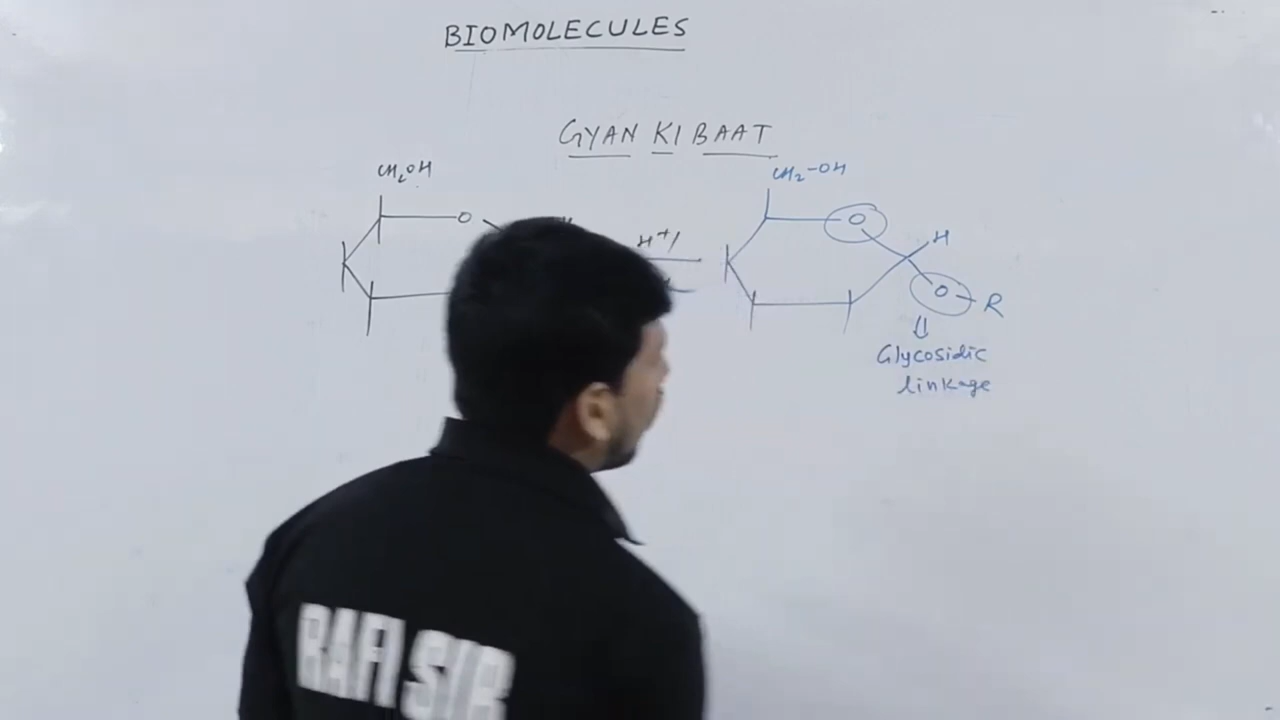 BIOMOLECULES
GYAN KI BAAT
CH2OH
CH2-OH
O
O
H+/
H
O
R
Glycosidic
linkage
RAFI SIR